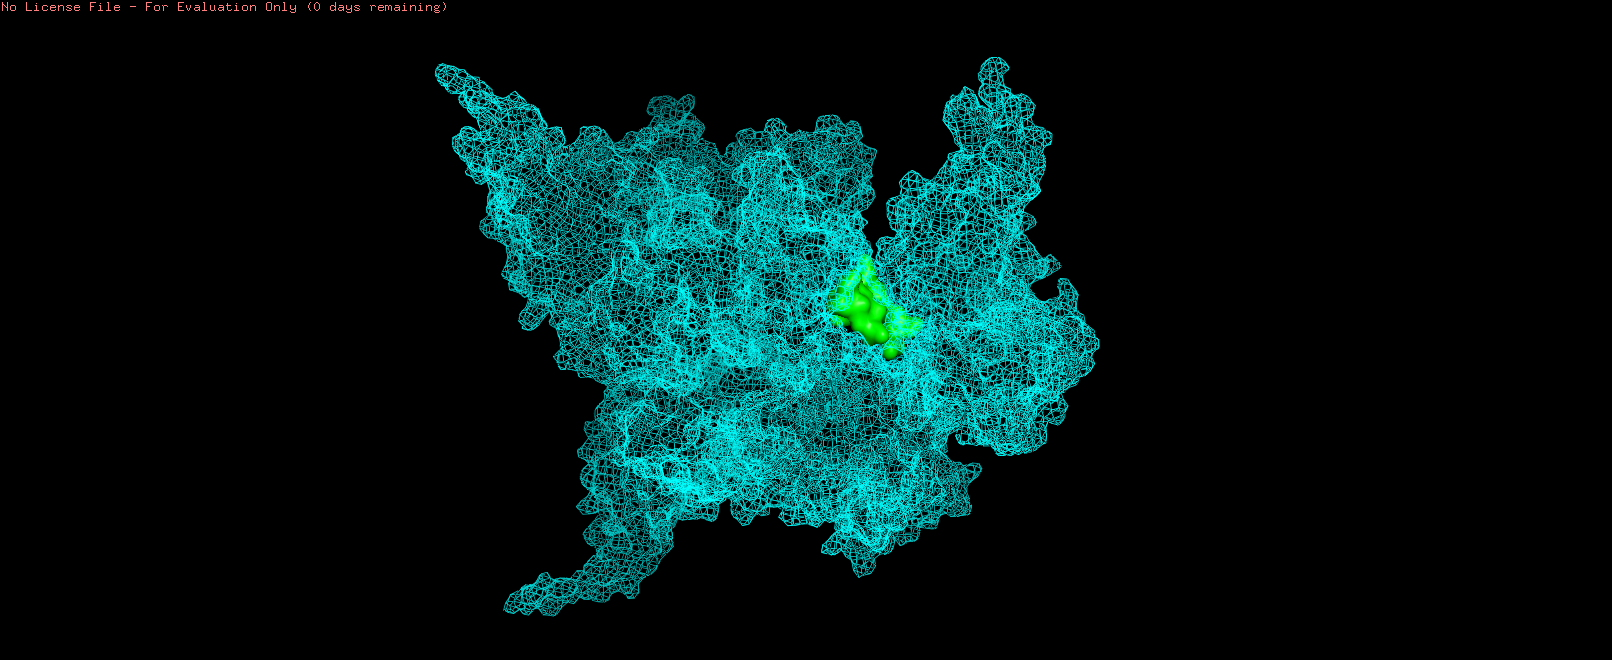 No License File - For Evaluation Only (0 days remaining)